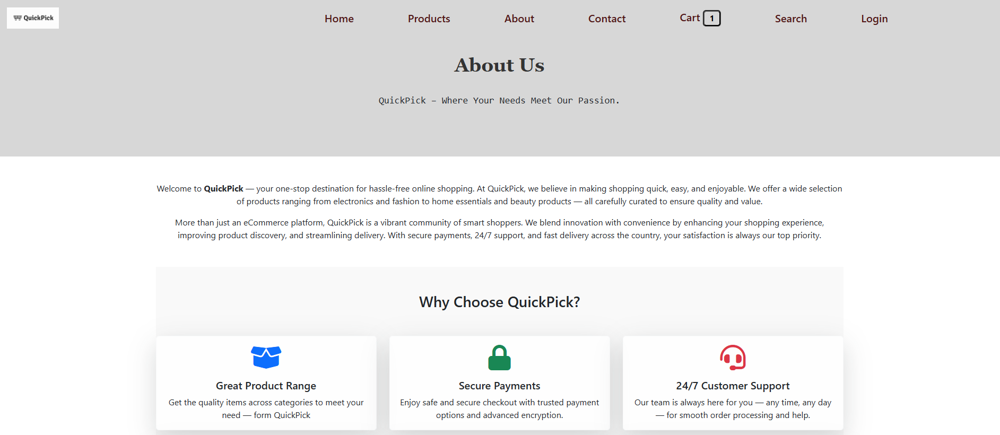 QuickPick
Home Products About Contact Cart 1 Search Login
About Us
QuickPick – Where Your Needs Meet Our Passion.
Welcome to QuickPick — your one-stop destination for hassle-free online shopping. At QuickPick, we believe in making shopping quick, easy, and enjoyable. We offer a wide selection
of products ranging from electronics and fashion to home essentials and beauty products — all carefully curated to ensure quality and value.
More than just an eCommerce platform, QuickPick is a vibrant community of smart shoppers. We blend innovation with convenience by enhancing your shopping experience,
improving product discovery, and streamlining delivery. With secure payments, 24/7 support, and fast delivery across the country, your satisfaction is always our top priority.
Why Choose QuickPick?
Great Product Range
Get the quality items across categories to meet your
need — form QuickPick
Secure Payments
Enjoy safe and secure checkout with trusted payment
options and advanced encryption.
24/7 Customer Support
Our team is always here for you — any time, any day
— for smooth order processing and help.